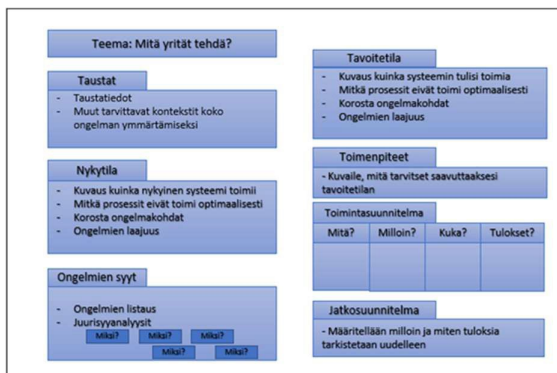 Teema: Mitä yrität tehdä?
Taustat
- Taustatiedot
- Muut tarvittavat kontekstit koko
ongelman ymmärtämiseksi
Nykytila
- Kuvaus kuinka nykyinen systeemi toimii
- Mitkä prosessit eivät toimi optimaalisesti
- Korosta ongelmakohdat
- Ongelmien laajuus
Ongelmien syyt
- Ongelmien listaus
- Juurisyyanalyysit
Miksi? Miksi? Miksi?
Miksi? Miksi?
Tavoitetila
- Kuvaus kuinka systeemin tulisi toimia
- Mitkä prosessit eivät toimi optimaalisesti
- Korosta ongelmakohdat
- Ongelmien laajuus
Toimenpiteet
- Kuvaile, mitä tarvitset saavuttaaksesi
tavoitetilan
Toimintasuunnitelma
Mitä? Milloin? Kuka? Tulokset?
Jatkosuunnitelma
- Määritellään milloin ja miten tuloksia
tarkistetaan uudelleen